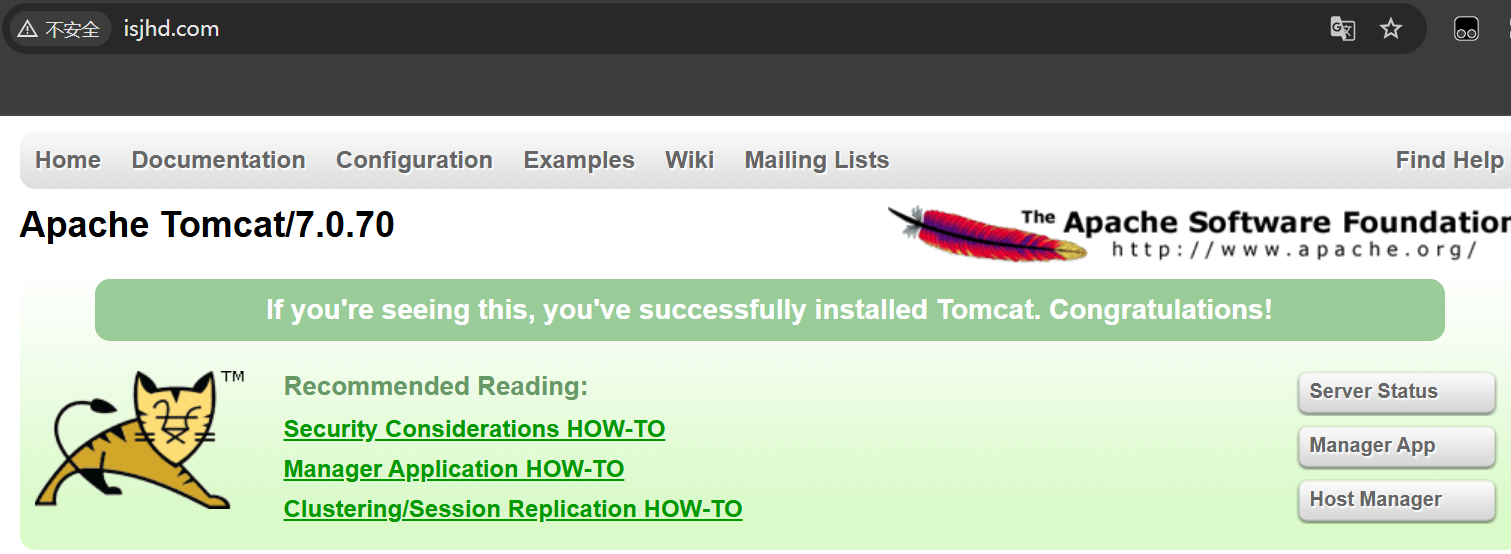 不安全 isjhd.com
Home Documentation Configuration Examples Wiki Mailing Lists Find Help
Apache Tomcat/7.0.70
The Apache Software Foundation
http://www.apache.org/
If you're seeing this, you've successfully installed Tomcat. Congratulations!
TM
Recommended Reading:
Security Considerations HOW-TO
Manager Application HOW-TO
Clustering/Session Replication HOW-TO
Server Status
Manager App
Host Manager